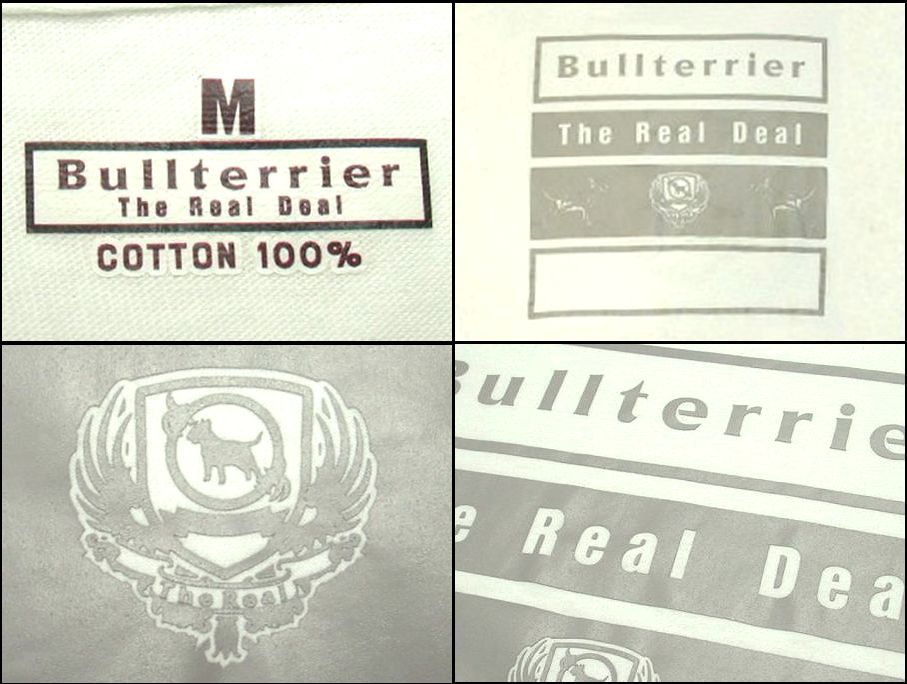 M
Bullterrier
The Real Deal
COTTON 100%
Bullterrier
The Real Deal
The Real
Bullterrie
e Real Dea